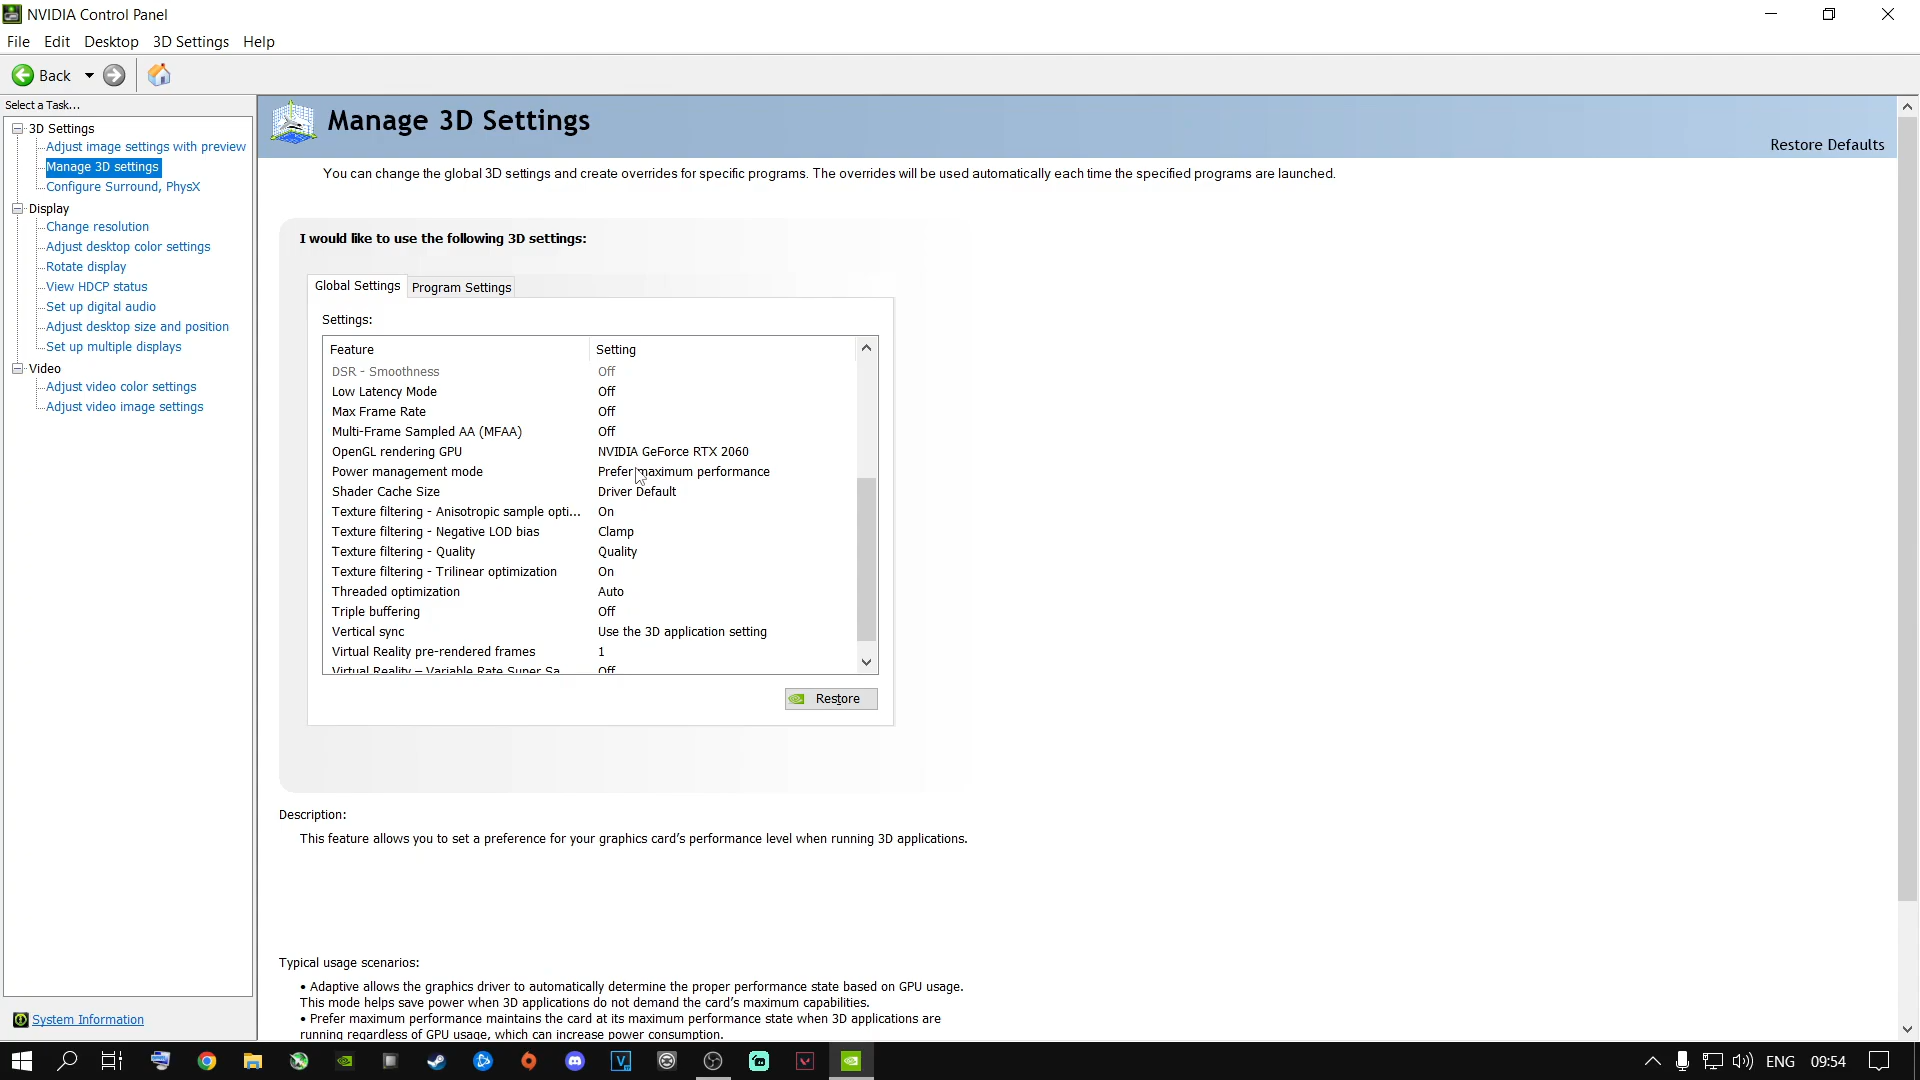 NVIDIA Control Panel
File Edit Desktop 3D Settings Help
Back
Select a Task...
3D Settings
Adjust image settings with preview
Manage 3D settings
Configure Surround, PhysX
Display
Change resolution
Adjust desktop color settings
Rotate display
View HDCP status
Set up digital audio
Adjust desktop size and position
Set up multiple displays
Video
Adjust video color settings
Adjust video image settings
System Information
Manage 3D Settings
Restore Defaults
You can change the global 3D settings and create overrides for specific programs. The overrides will be used automatically each time the specified programs are launched.
I would like to use the following 3D settings:
Global Settings Program Settings
Settings:
Feature Setting
DSR - Smoothness Off
Low Latency Mode Off
Max Frame Rate Off
Multi-Frame Sampled AA (MFAA) Off
OpenGL rendering GPU NVIDIA GeForce RTX 2060
Power management mode Prefer maximum performance
Shader Cache Size Driver Default
Texture filtering - Anisotropic sample opti... On
Texture filtering - Negative LOD bias Clamp
Texture filtering - Quality Quality
Texture filtering - Trilinear optimization On
Threaded optimization Auto
Triple buffering Off
Vertical sync Use the 3D application setting
Virtual Reality pre-rendered frames 1
Virtual Reality – Variable Rate Super Sa... Off
Restore
Description:
This feature allows you to set a preference for your graphics card's performance level when running 3D applications.
Typical usage scenarios:
• Adaptive allows the graphics driver to automatically determine the proper performance state based on GPU usage.
This mode helps save power when 3D applications do not demand the card's maximum capabilities.
• Prefer maximum performance maintains the card at its maximum performance state when 3D applications are
running regardless of GPU usage, which can increase power consumption.
ENG 09:54